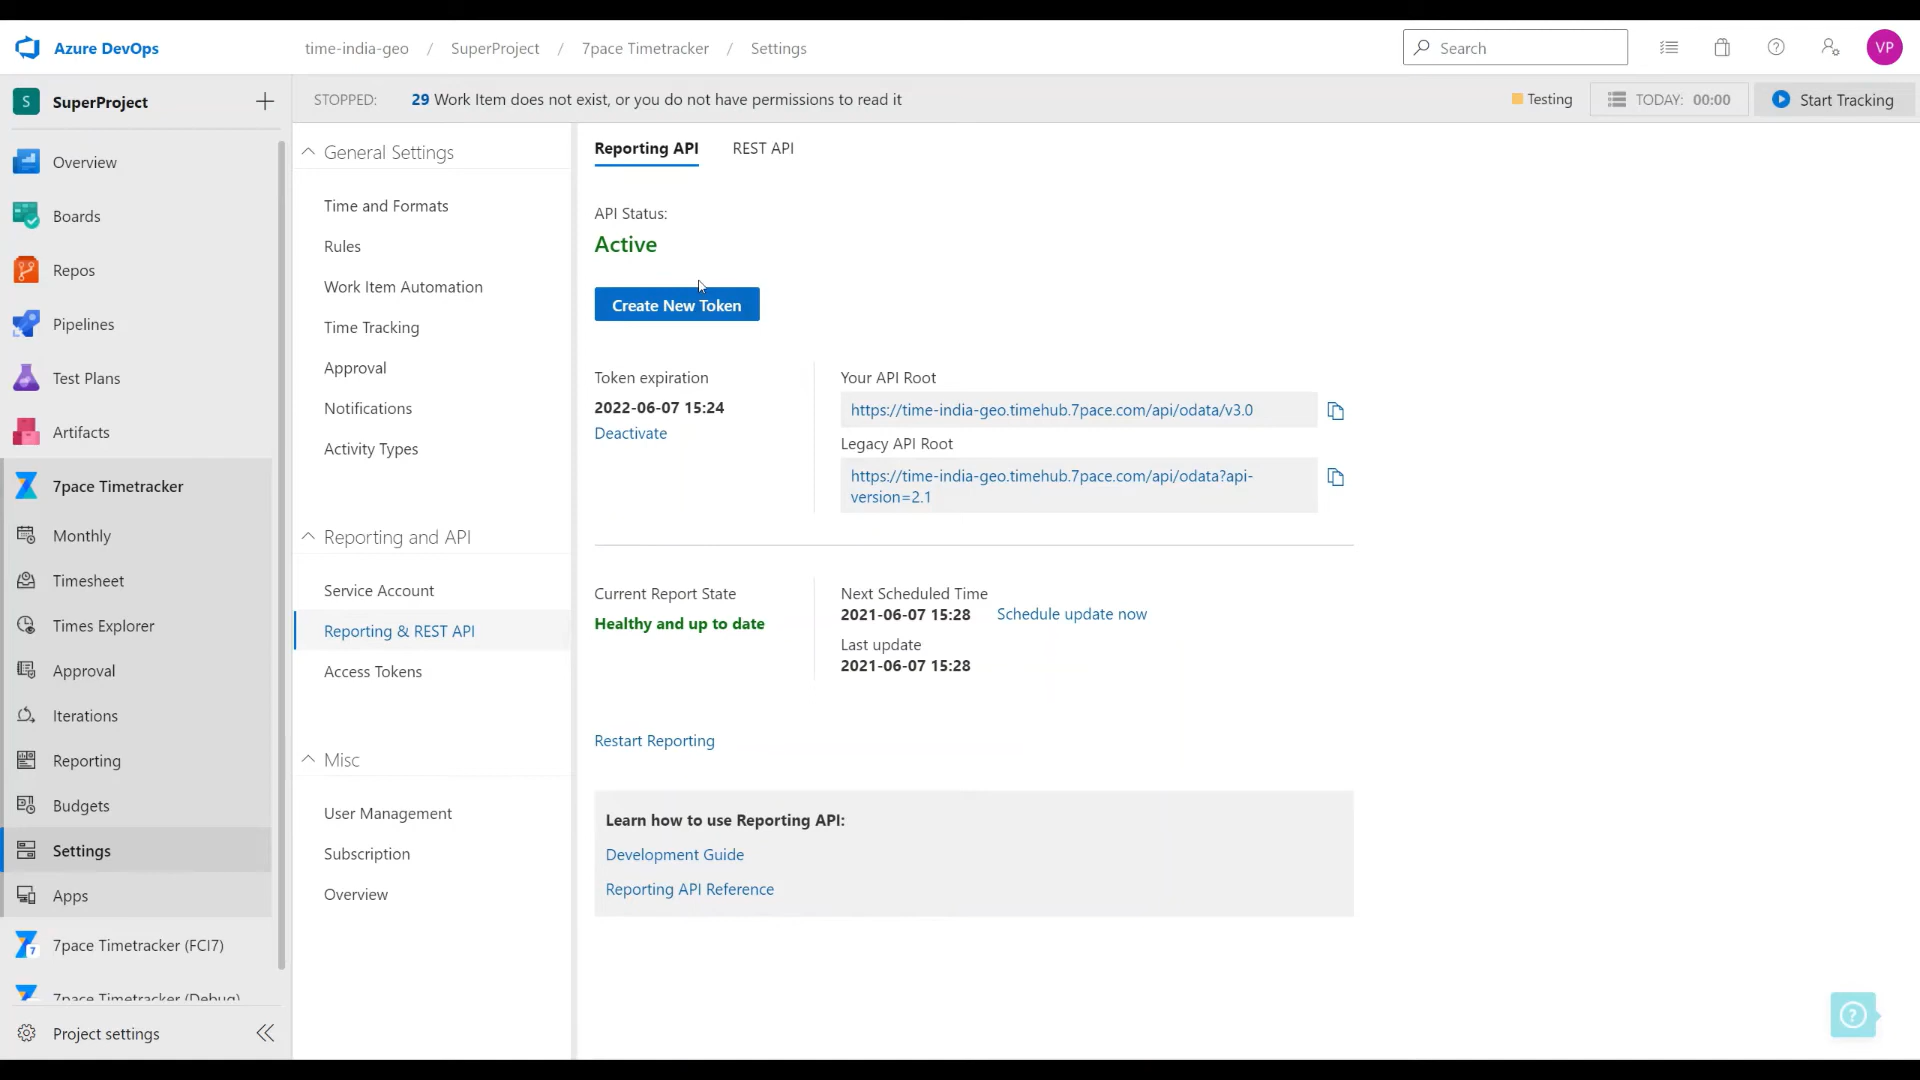 Azure DevOps
time-india-geo / SuperProject / 7pace Timetracker / Settings
Search
VP
S SuperProject
STOPPED: 29 Work Item does not exist, or you do not have permissions to read it
Testing
TODAY: 00:00
Start Tracking
Overview
Boards
Repos
Pipelines
Test Plans
Artifacts
7pace Timetracker
Monthly
Timesheet
Times Explorer
Approval
Iterations
Reporting
Budgets
Settings
Apps
7pace Timetracker (FCI7)
7pace Timetracker (Debug)
Project settings
General Settings
Time and Formats
Rules
Work Item Automation
Time Tracking
Approval
Notifications
Activity Types
Reporting and API
Service Account
Reporting & REST API
Access Tokens
Misc
User Management
Subscription
Overview
Reporting API
REST API
API Status:
Active
Create New Token
Token expiration
2022-06-07 15:24
Deactivate
Your API Root
https://time-india-geo.timehub.7pace.com/api/odata/v3.0
Legacy API Root
https://time-india-geo.timehub.7pace.com/api/odata?api-
version=2.1
Current Report State
Healthy and up to date
Next Scheduled Time
2021-06-07 15:28 Schedule update now
Last update
2021-06-07 15:28
Restart Reporting
Learn how to use Reporting API:
Development Guide
Reporting API Reference